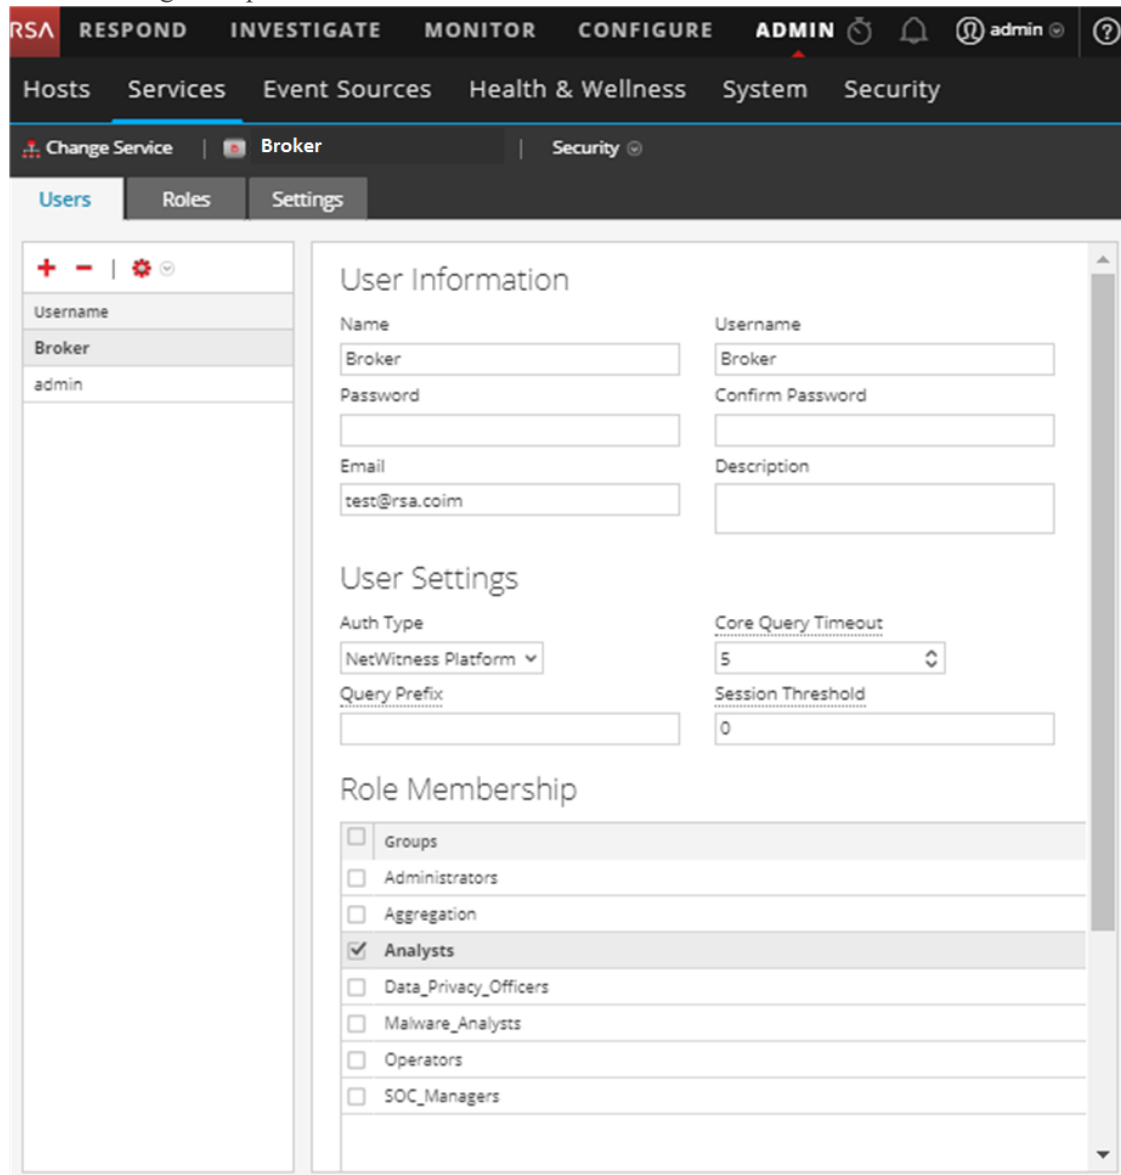 RSA RESPOND INVESTIGATE MONITOR CONFIGURE ADMIN admin ?
Hosts Services Event Sources Health & Wellness System Security
Change Service | Broker | Security
Users Roles Settings
+ - |
Username
Broker
admin
User Information
Name Username
Broker Broker
Password Confirm Password
Email Description
test@rsa.coim
User Settings
Auth Type Core Query Timeout
NetWitness Platform 5
Query Prefix Session Threshold
0
Role Membership
Groups
Administrators
Aggregation
Analysts
Data_Privacy_Officers
Malware_Analysts
Operators
SOC_Managers